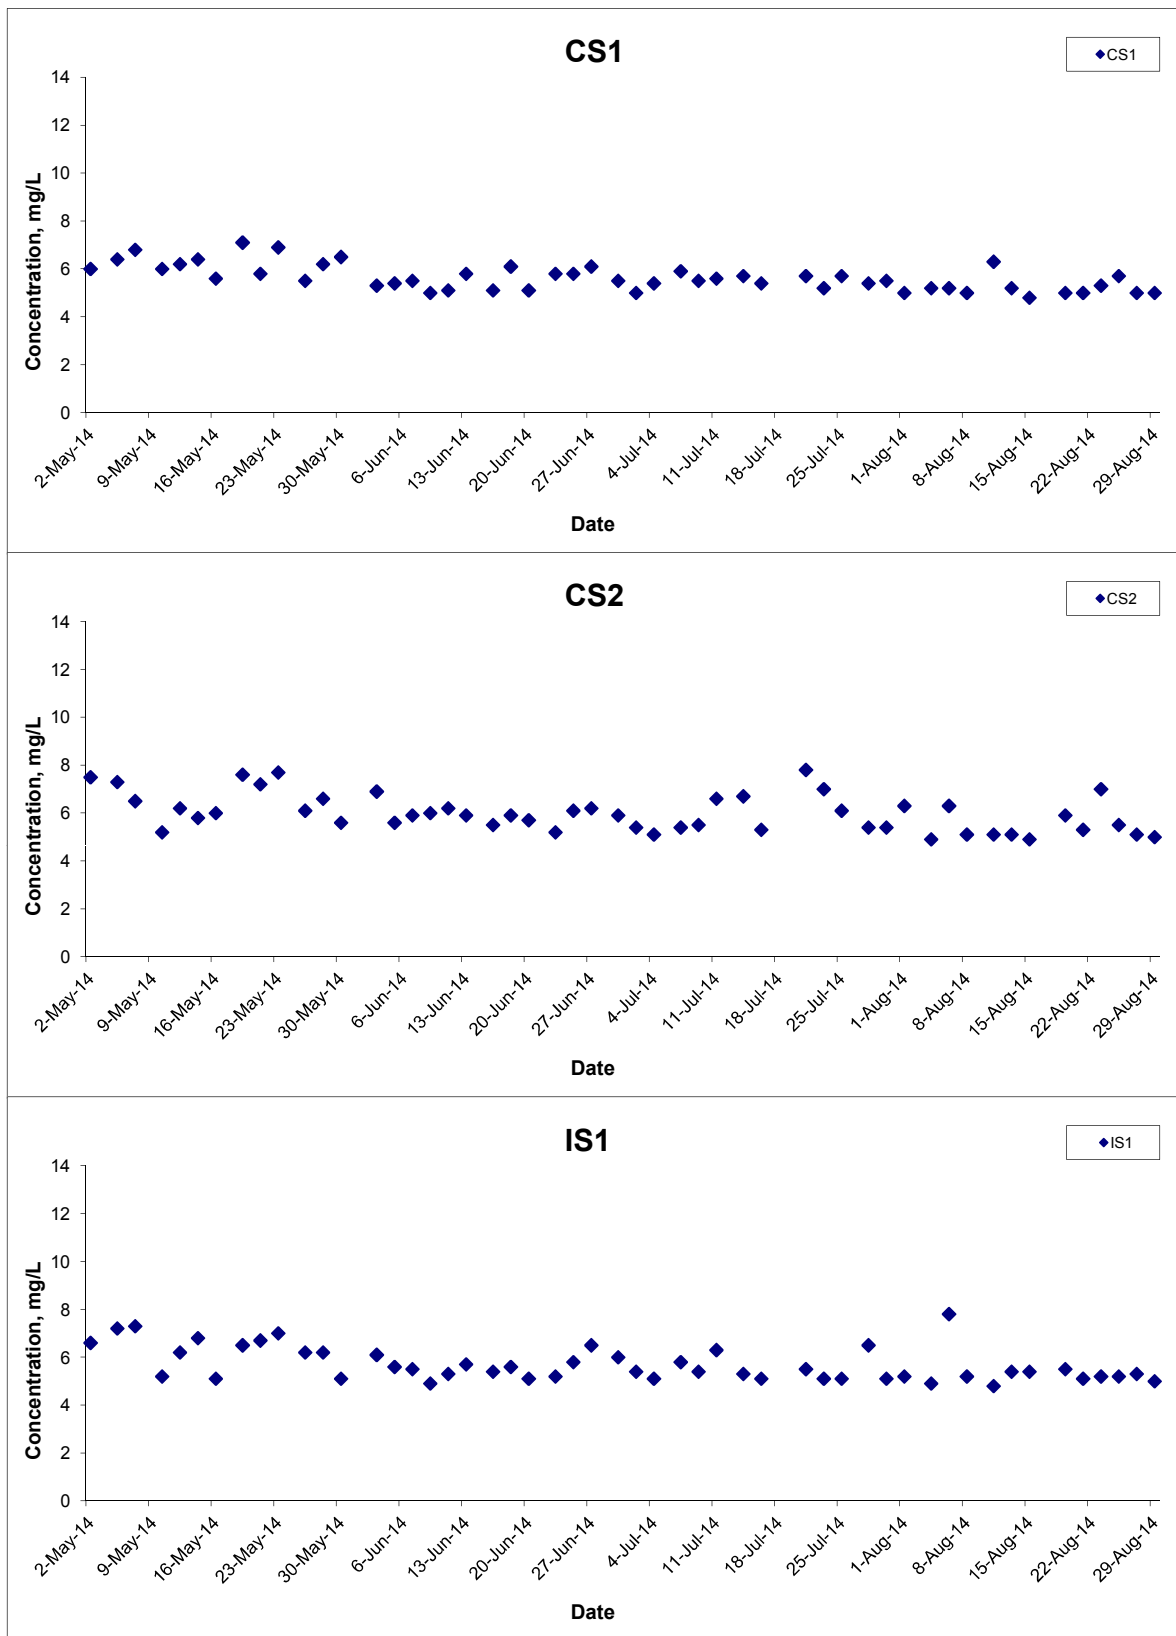 CS1
CS1
14
12
10
8
6
4
2
0
Concentration, mg/L
2-May-14
9-May-14
16-May-14
23-May-14
30-May-14
6-Jun-14
13-Jun-14
20-Jun-14
27-Jun-14
4-Jul-14
11-Jul-14
18-Jul-14
25-Jul-14
1-Aug-14
8-Aug-14
15-Aug-14
22-Aug-14
29-Aug-14
Date
CS2
CS2
14
12
10
8
6
4
2
0
Concentration, mg/L
2-May-14
9-May-14
16-May-14
23-May-14
30-May-14
6-Jun-14
13-Jun-14
20-Jun-14
27-Jun-14
4-Jul-14
11-Jul-14
18-Jul-14
25-Jul-14
1-Aug-14
8-Aug-14
15-Aug-14
22-Aug-14
29-Aug-14
Date
IS1
IS1
14
12
10
8
6
4
2
0
Concentration, mg/L
2-May-14
9-May-14
16-May-14
23-May-14
30-May-14
6-Jun-14
13-Jun-14
20-Jun-14
27-Jun-14
4-Jul-14
11-Jul-14
18-Jul-14
25-Jul-14
1-Aug-14
8-Aug-14
15-Aug-14
22-Aug-14
29-Aug-14
Date